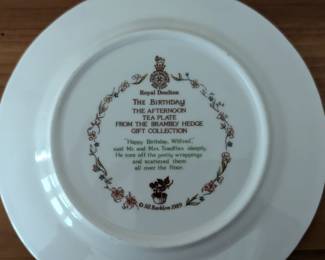 Royal Doulton
THE BIRTHDAY
THE AFTERNOON
TEA PLATE
FROM THE BRAMBLY HEDGE
GIFT COLLECTION
"Happy Birthday, Wilfred",
said Mr. and Mrs. Toadflax sleepily.
He tore off the pretty wrappings
and scattered them
all over the floor.
© Jill Barklem 1989